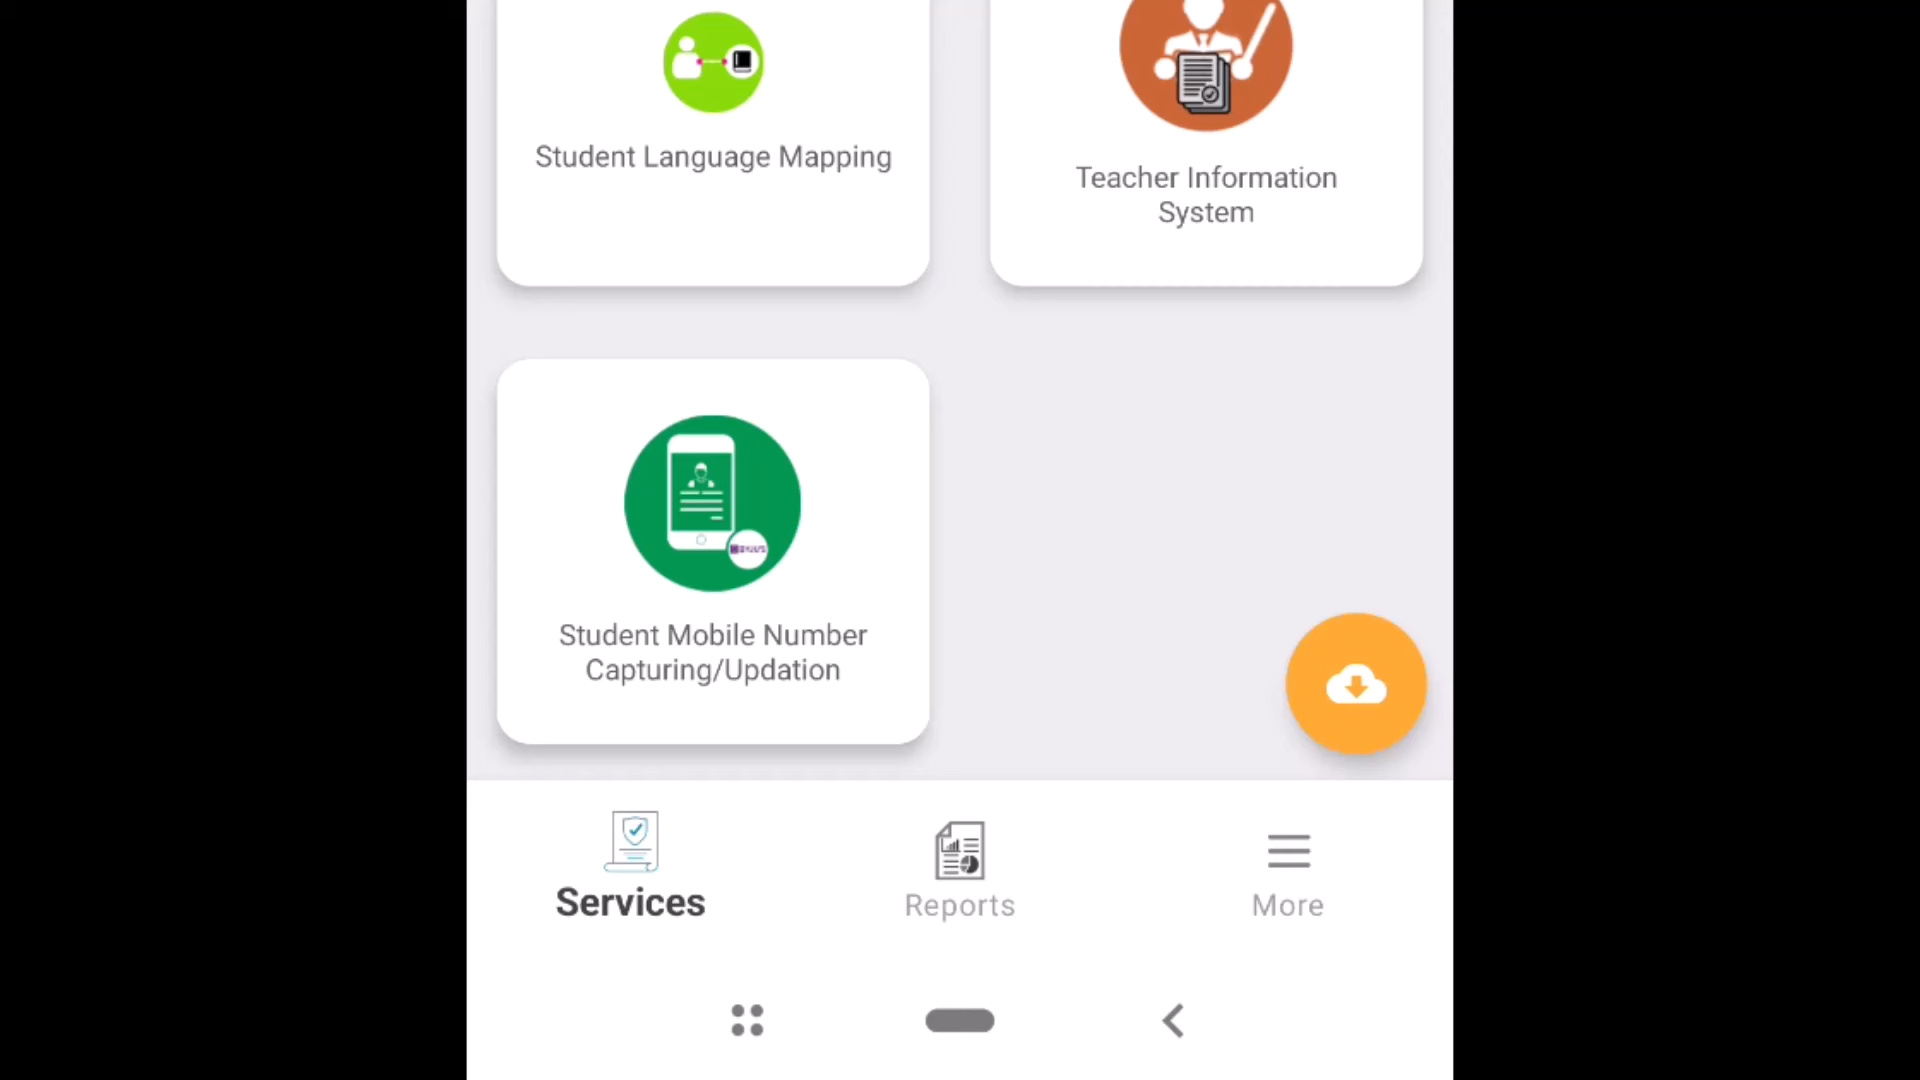 Student Language Mapping
Teacher Information
System
Student Mobile Number
Capturing/Updation
Services
Reports
More